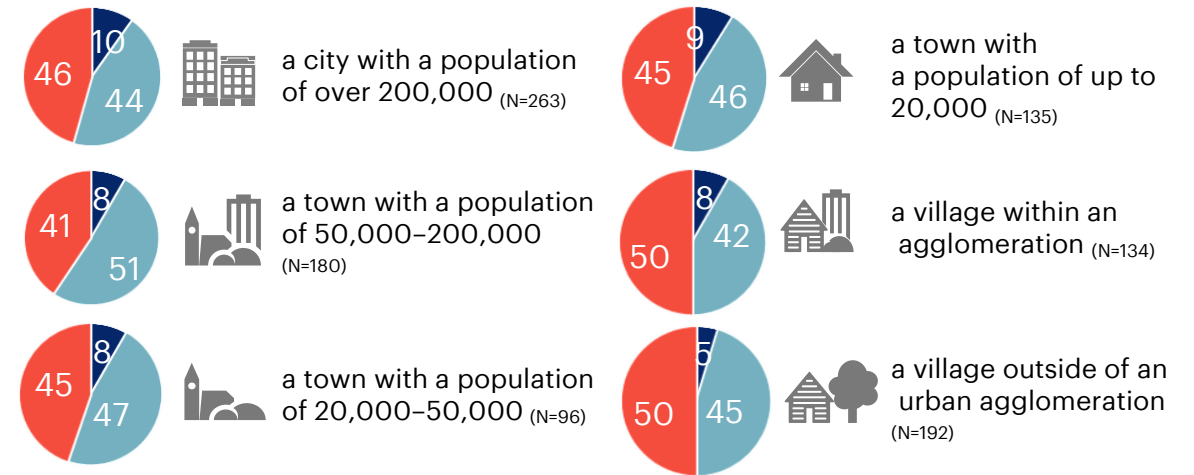 10
46
44
a city with a population
of over 200,000 (N=263)
9
45
46
a town with
a population of up to
20,000 (N=135)
8
41
51
a town with a population
of 50,000–200,000
(N=180)
8
50
42
a village within an
agglomeration (N=134)
8
45
47
a town with a population
of 20,000–50,000 (N=96)
5
50
45
a village outside of an
urban agglomeration
(N=192)